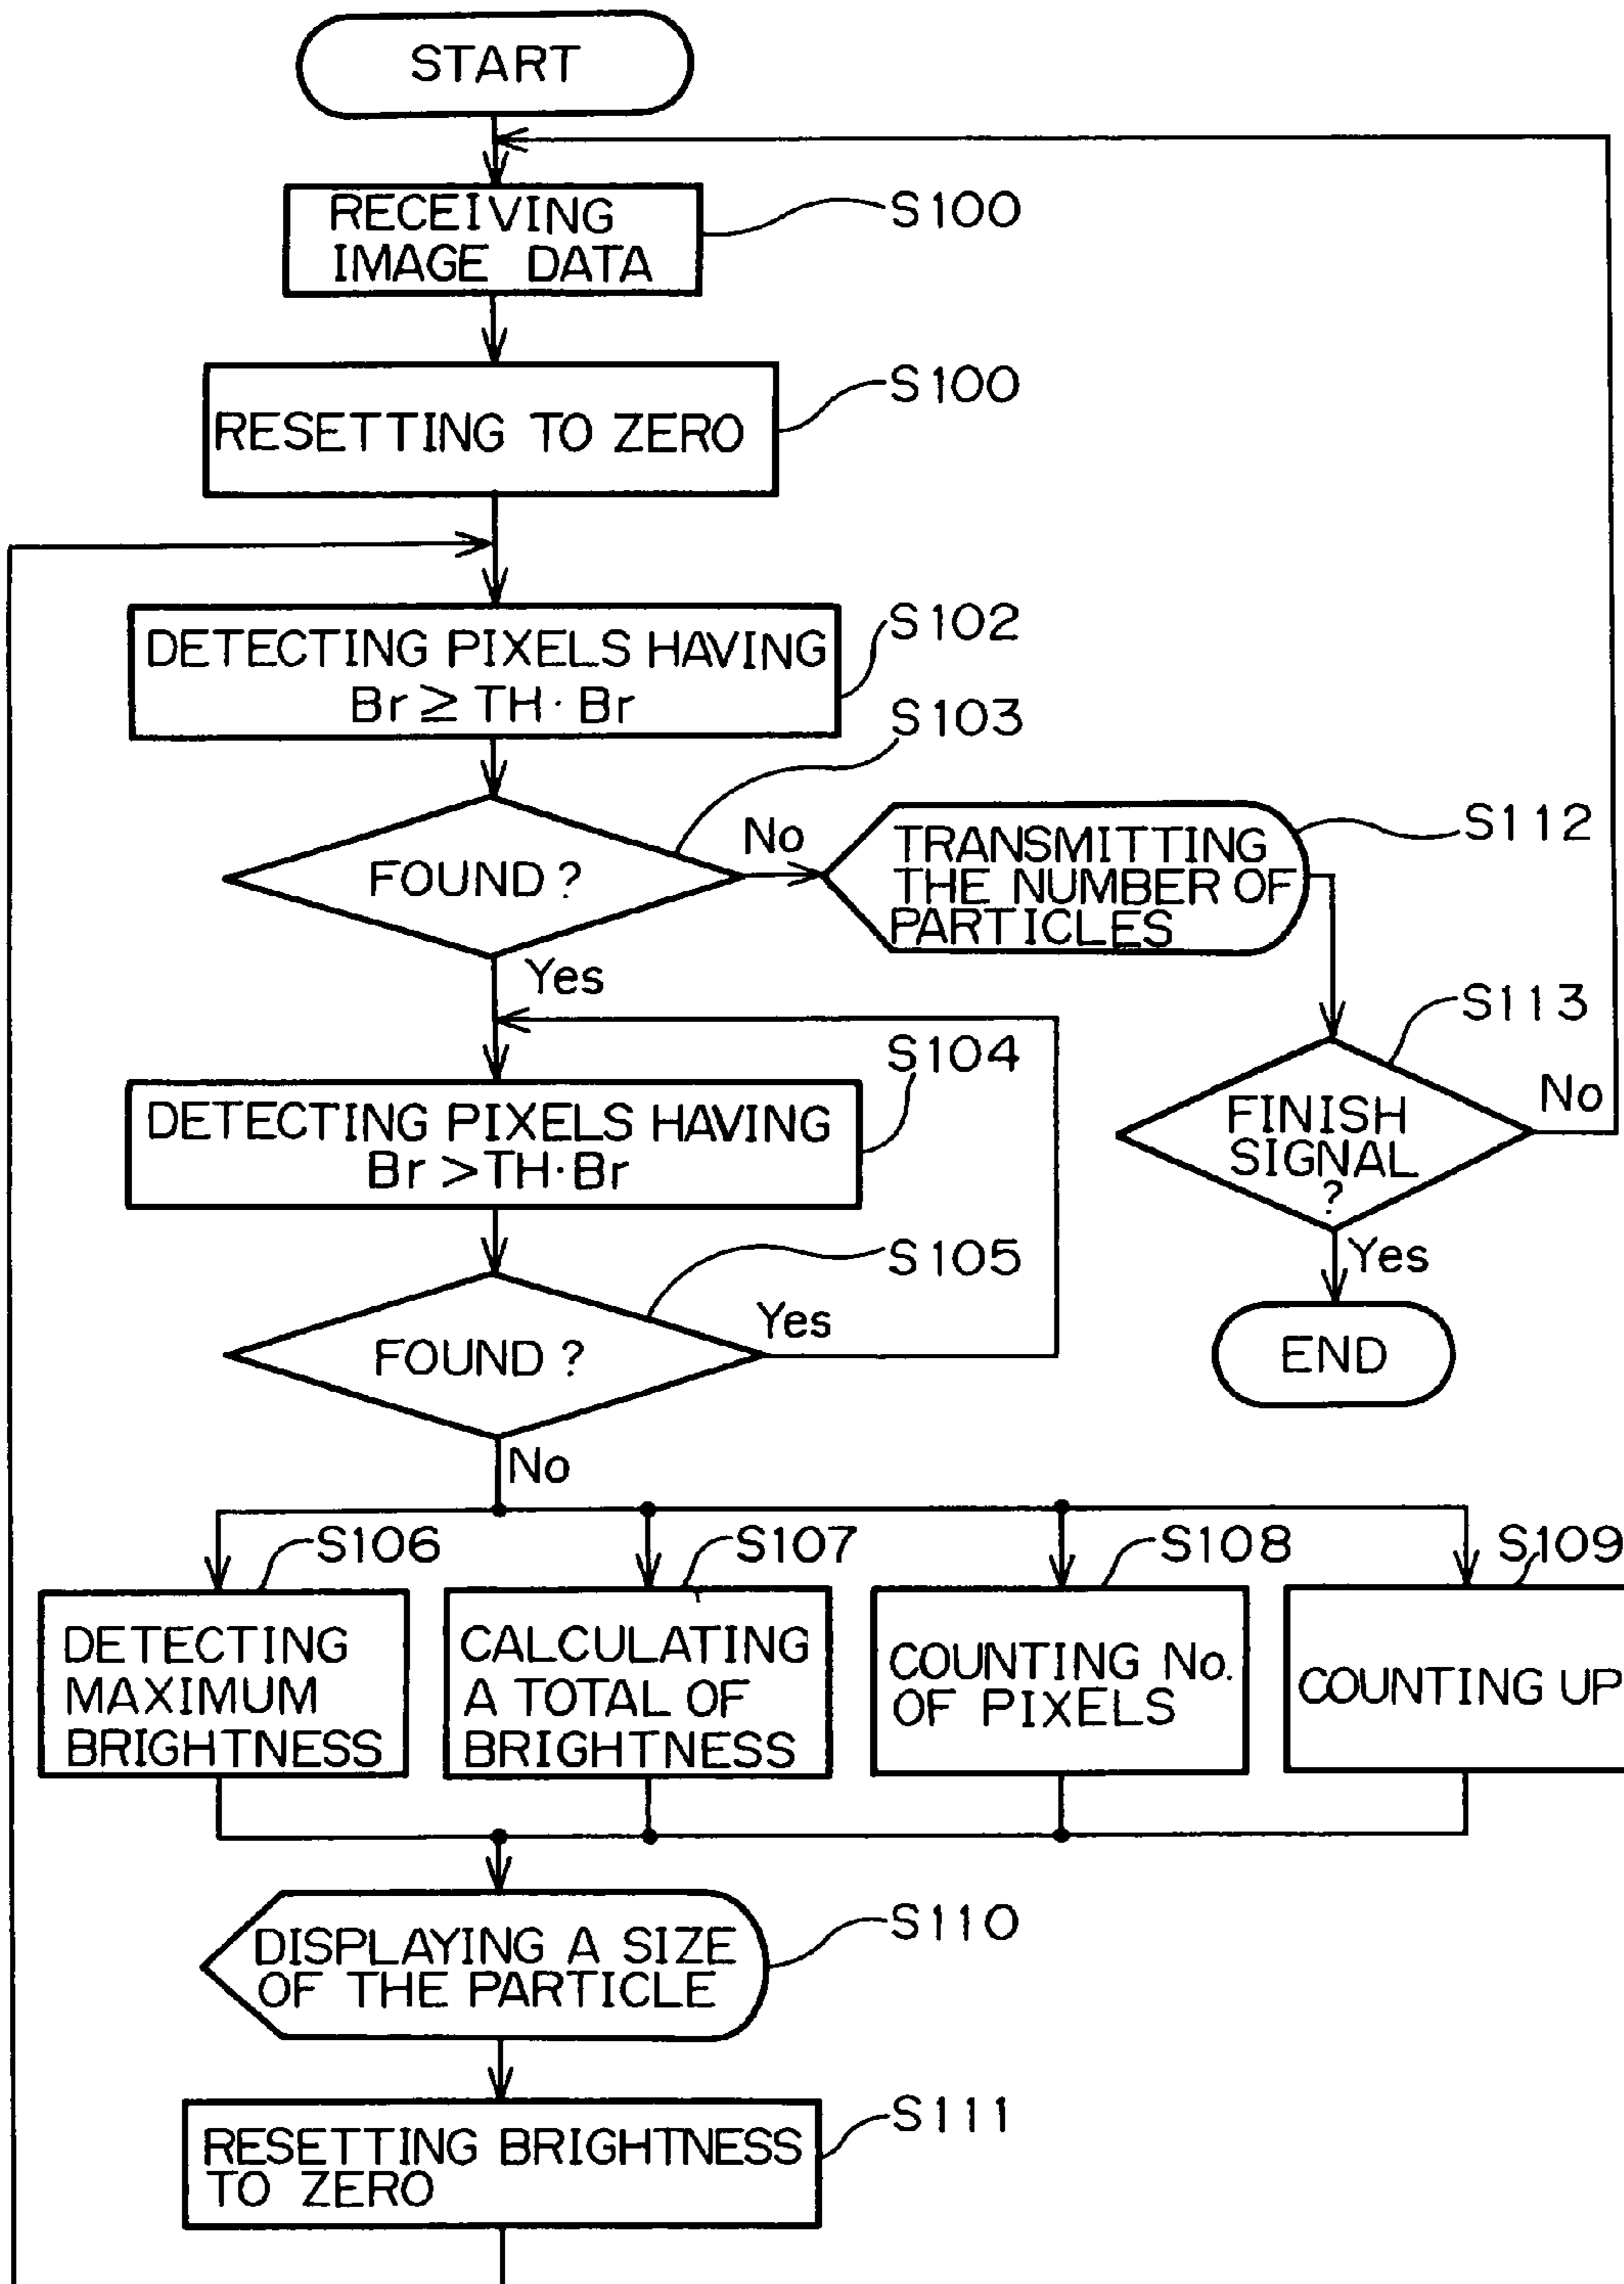 START
RECEIVING
IMAGE DATA
S100
RESETTING TO ZERO
S100
DETECTING PIXELS HAVING
Br ≥ TH · Br
S102
S103
FOUND ?
No
Yes
TRANSMITTING
THE NUMBER OF
PARTICLES
S112
S113
FINISH
SIGNAL
?
No
Yes
END
DETECTING PIXELS HAVING
Br > TH · Br
S104
S105
FOUND ?
Yes
No
S106
S107
S108
S109
DETECTING
MAXIMUM
BRIGHTNESS
CALCULATING
A TOTAL OF
BRIGHTNESS
COUNTING No.
OF PIXELS
COUNTING UP
DISPLAYING A SIZE
OF THE PARTICLE
S110
RESETTING BRIGHTNESS
TO ZERO
S111